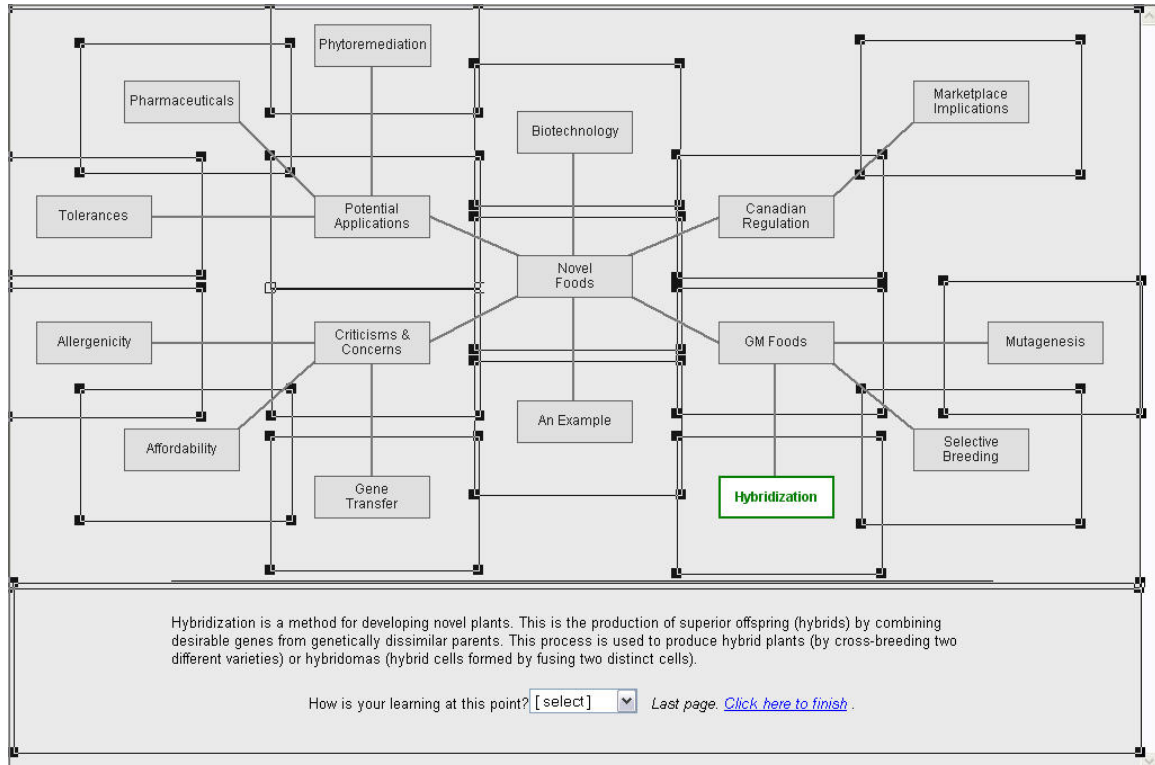 Phytoremediation
Pharmaceuticals
Marketplace
Implications
Biotechnology
Tolerances
Potential
Applications
Canadian
Regulation
Novel
Foods
Allergenicity
Criticisms &
Concerns
GM Foods
Mutagenesis
An Example
Affordability
Selective
Breeding
Gene
Transfer
Hybridization
Hybridization is a method for developing novel plants. This is the production of superior offspring (hybrids) by combining
desirable genes from genetically dissimilar parents. This process is used to produce hybrid plants (by cross-breeding two
different varieties) or hybridomas (hybrid cells formed by fusing two distinct cells).
How is your learning at this point? [ select ] Last page. Click here to finish .